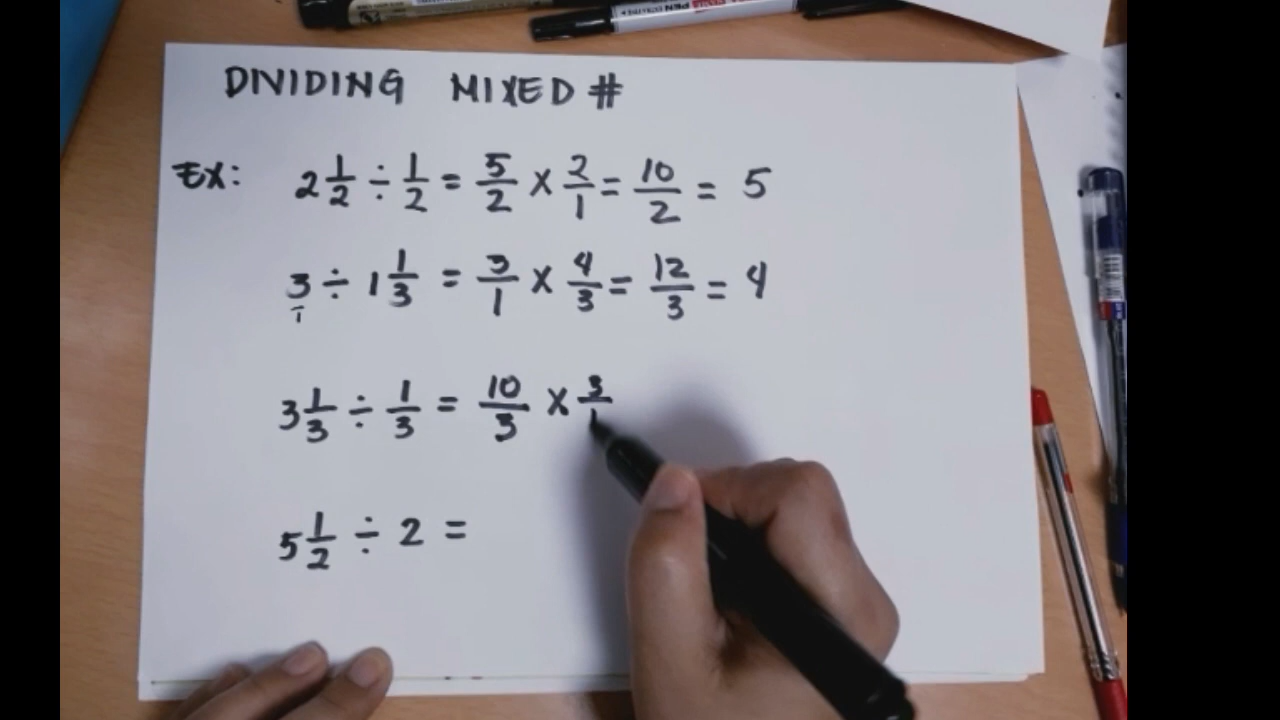 PEN
DIVIDING MIXED #
EX: 2 1/2 ÷ 1/2 = 5/2 × 2/1 = 10/2 = 5
3/1 ÷ 1 1/3 = 3/1 × 4/3 = 12/3 = 4
3 1/3 ÷ 1/3 = 10/3 × 3/1
5 1/2 ÷ 2 =